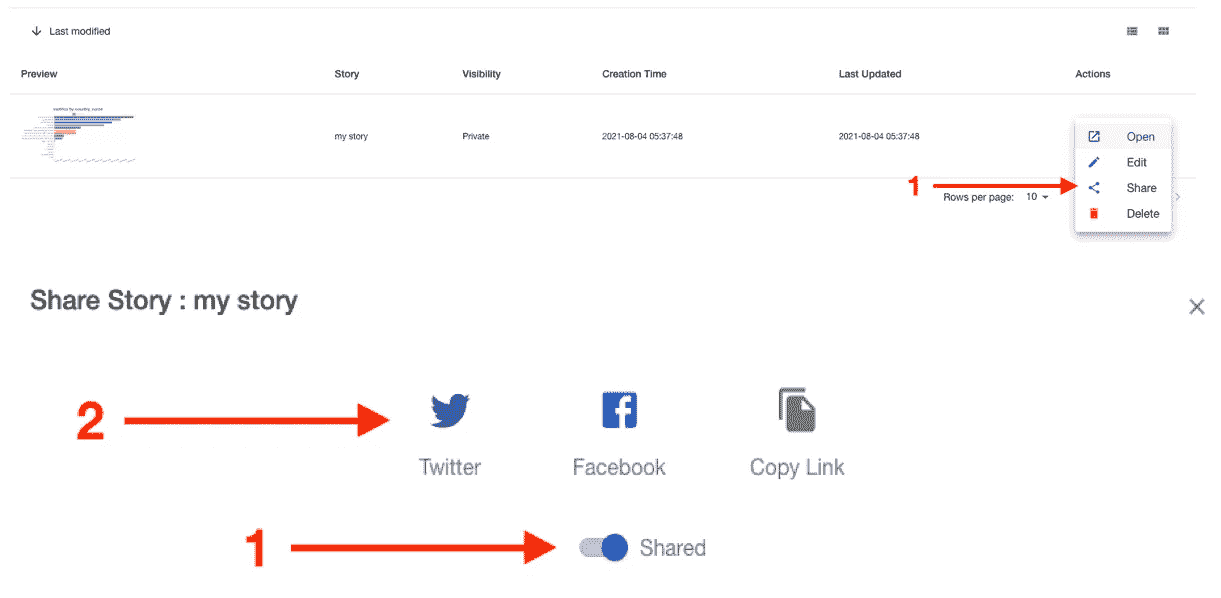 Last modified
Preview Story Visibility Creation Time Last Updated Actions
my story Private 2021-08-04 05:37:48 2021-08-04 05:37:48
Open
Edit
1 Share
Rows per page: 10
Delete
Share Story : my story
2
Twitter Facebook Copy Link
1 Shared